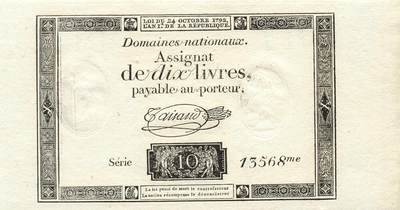 LOI DU 24 OCTOBRE 1792,
L'AN 1er. DE LA REPUBLIQUE.
Domaines nationaux.
Assignat
de dix livres,
payable au porteur.
Taisaud
Série 13568me
10
La loi punit de mort le contrefacteur
La nation récompense le dénonciateur